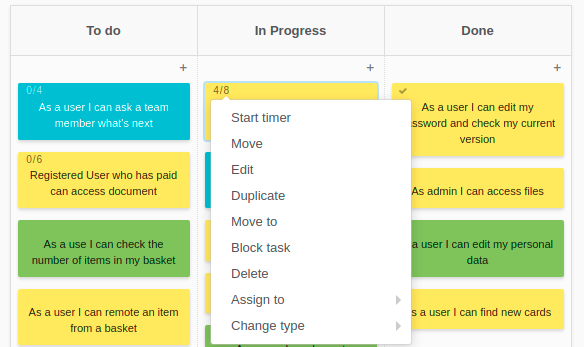 To do
In Progress
Done
+
+
+
0/4
As a user I can ask a team
member what's next
0/6
Registered User who has paid
can access document
As a use I can check the
number of items in my basket
As a user I can remote an item
from a basket
4/8
Start timer
Move
Edit
Duplicate
Move to
Block task
Delete
Assign to
Change type
As a user I can edit my
assword and check my current
version
As admin I can access files
a user I can edit my personal
data
s a user I can find new cards